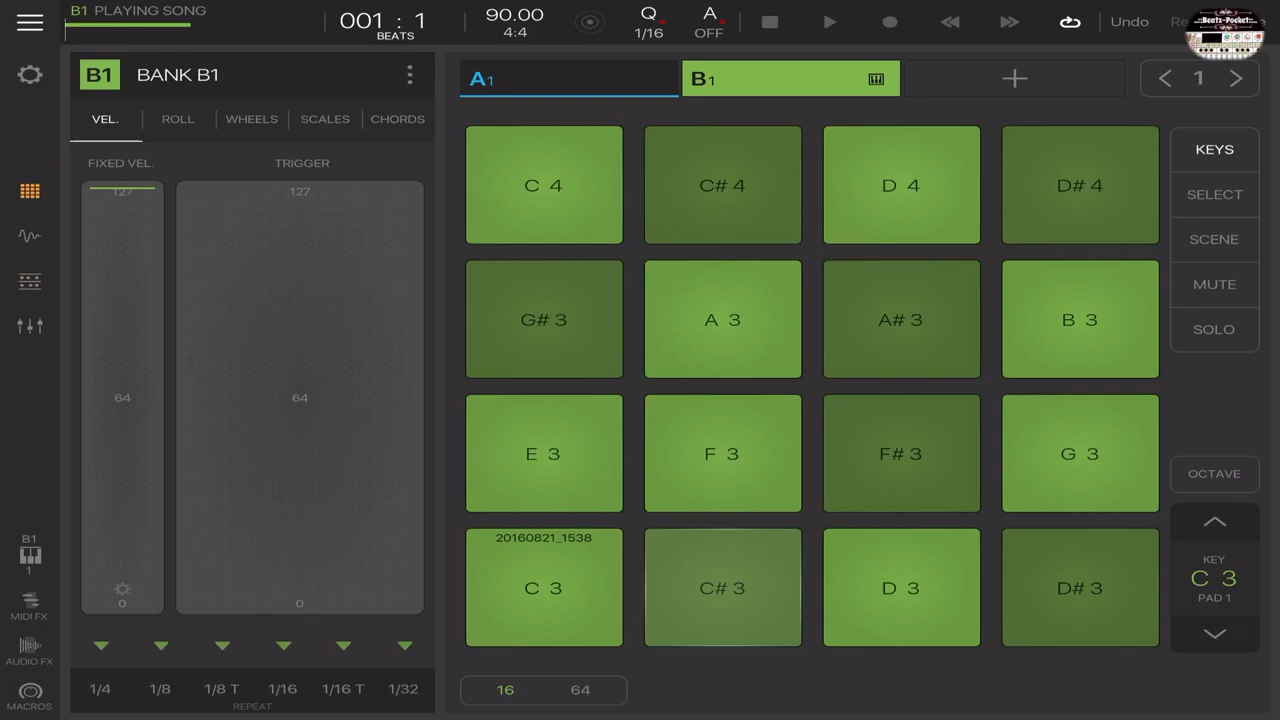 B1 PLAYING SONG
001 : 1
BEATS
90.00
4:4
Q
1/16
A
OFF
Undo
::Beatz-Pocket::.
B1 BANK B1
VEL. ROLL WHEELS SCALES CHORDS
FIXED VEL. TRIGGER
127 127
64 64
0 0
1/4 1/8 1/8 T 1/16 1/16 T 1/32
REPEAT
B1
1
MIDI FX
AUDIO FX
MACROS
A1 B1
1
C 4 C# 4 D 4 D# 4
G# 3 A 3 A# 3 B 3
E 3 F 3 F# 3 G 3
20160821_1538
C 3 C# 3 D 3 D# 3
16 64
KEYS
SELECT
SCENE
MUTE
SOLO
OCTAVE
KEY
C 3
PAD 1